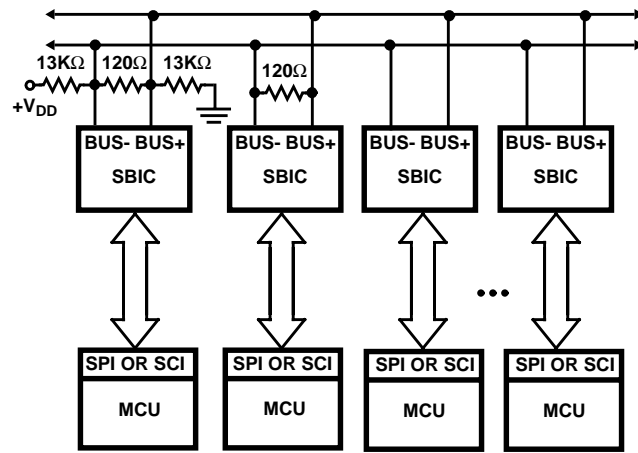 13KΩ 120Ω 13KΩ
120Ω
+VDD
BUS- BUS+ BUS- BUS+ BUS- BUS+ BUS- BUS+
SBIC SBIC SBIC SBIC
•••
SPI OR SCI SPI OR SCI SPI OR SCI SPI OR SCI
MCU MCU MCU MCU